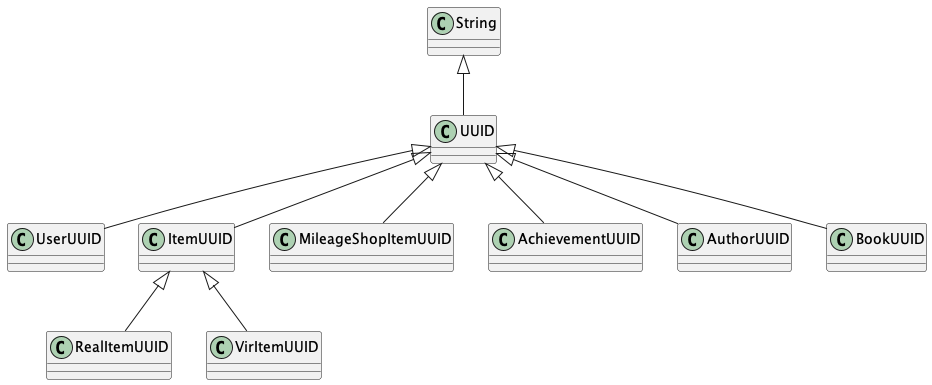 C String
C UUID
C UserUUID
C ItemUUID
C MileageShopItemUUID
C AchievementUUID
C AuthorUUID
C BookUUID
C RealItemUUID
C VirItemUUID